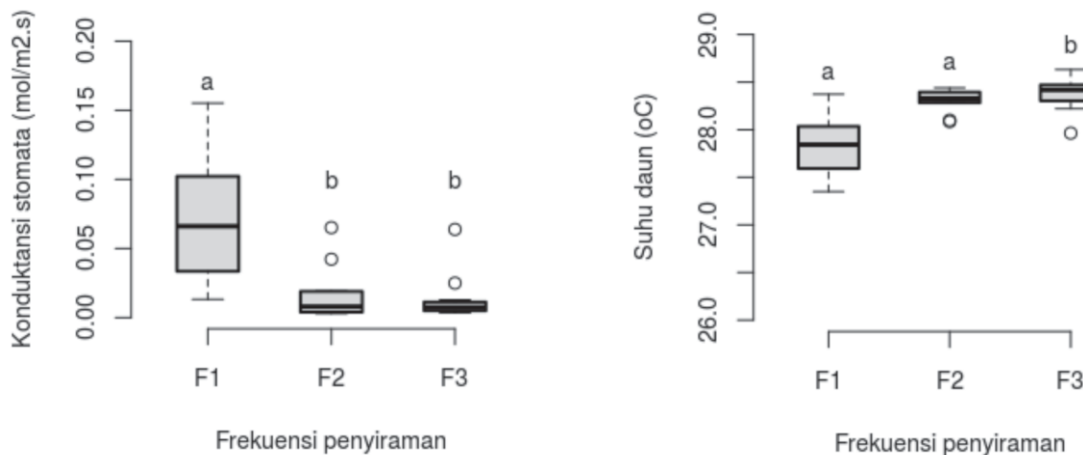 Konduktansi stomata (mol/m2.s)
0.20
0.15
0.10
0.05
0.00
a
b
b
F1
F2
F3
Frekuensi penyiraman
Suhu daun (oC)
29.0
28.0
27.0
26.0
a
a
b
F1
F2
F3
Frekuensi penyiraman